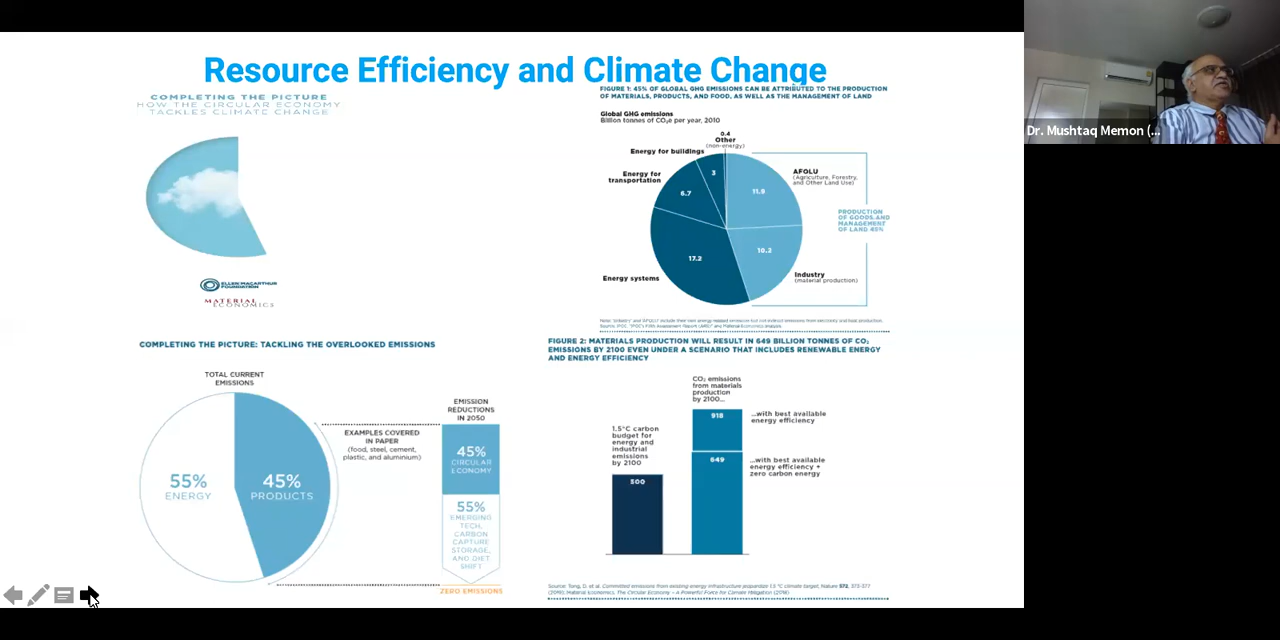 Resource Efficiency and Climate Change
COMPLETING THE PICTURE
HOW THE CIRCULAR ECONOMY
TACKLES CLIMATE CHANGE
ELLEN MACARTHUR
FOUNDATION
MATERIAL
ECONOMICS
FIGURE 1: 45% OF GLOBAL GHG EMISSIONS CAN BE ATTRIBUTED TO THE PRODUCTION
OF MATERIALS, PRODUCTS, AND FOOD, AS WELL AS THE MANAGEMENT OF LAND
Global GHG emissions
Billion tonnes of CO₂e per year, 2010
0.4
Other
(non-energy)
Energy for buildings
3
Energy for
transportation
6.7
AFOLU
(Agriculture, Forestry,
and Other Land Use)
11.9
PRODUCTION
OF GOODS AND
MANAGEMENT
OF LAND 45%
10.2
17.2
Energy systems
Industry
(material production)
COMPLETING THE PICTURE: TACKLING THE OVERLOOKED EMISSIONS
TOTAL CURRENT
EMISSIONS
55%
ENERGY
45%
PRODUCTS
EXAMPLES COVERED
IN PAPER
(food, steel, cement,
plastic, and aluminium)
EMISSION
REDUCTIONS
IN 2050
45%
CIRCULAR
ECONOMY
55%
EMERGING
TECH,
CARBON
CAPTURE
STORAGE,
AND DIET
SHIFT
ZERO EMISSIONS
FIGURE 2: MATERIALS PRODUCTION WILL RESULT IN 649 BILLION TONNES OF CO₂
EMISSIONS BY 2100 EVEN UNDER A SCENARIO THAT INCLUDES RENEWABLE ENERGY
AND ENERGY EFFICIENCY
CO₂ emissions
from materials
production
by 2100...
1.5°C carbon
budget for
energy and
industrial
emissions
by 2100
500
918
...with best available
energy efficiency
649
...with best available
energy efficiency +
zero carbon energy
Dr. Mushtaq Memon (...